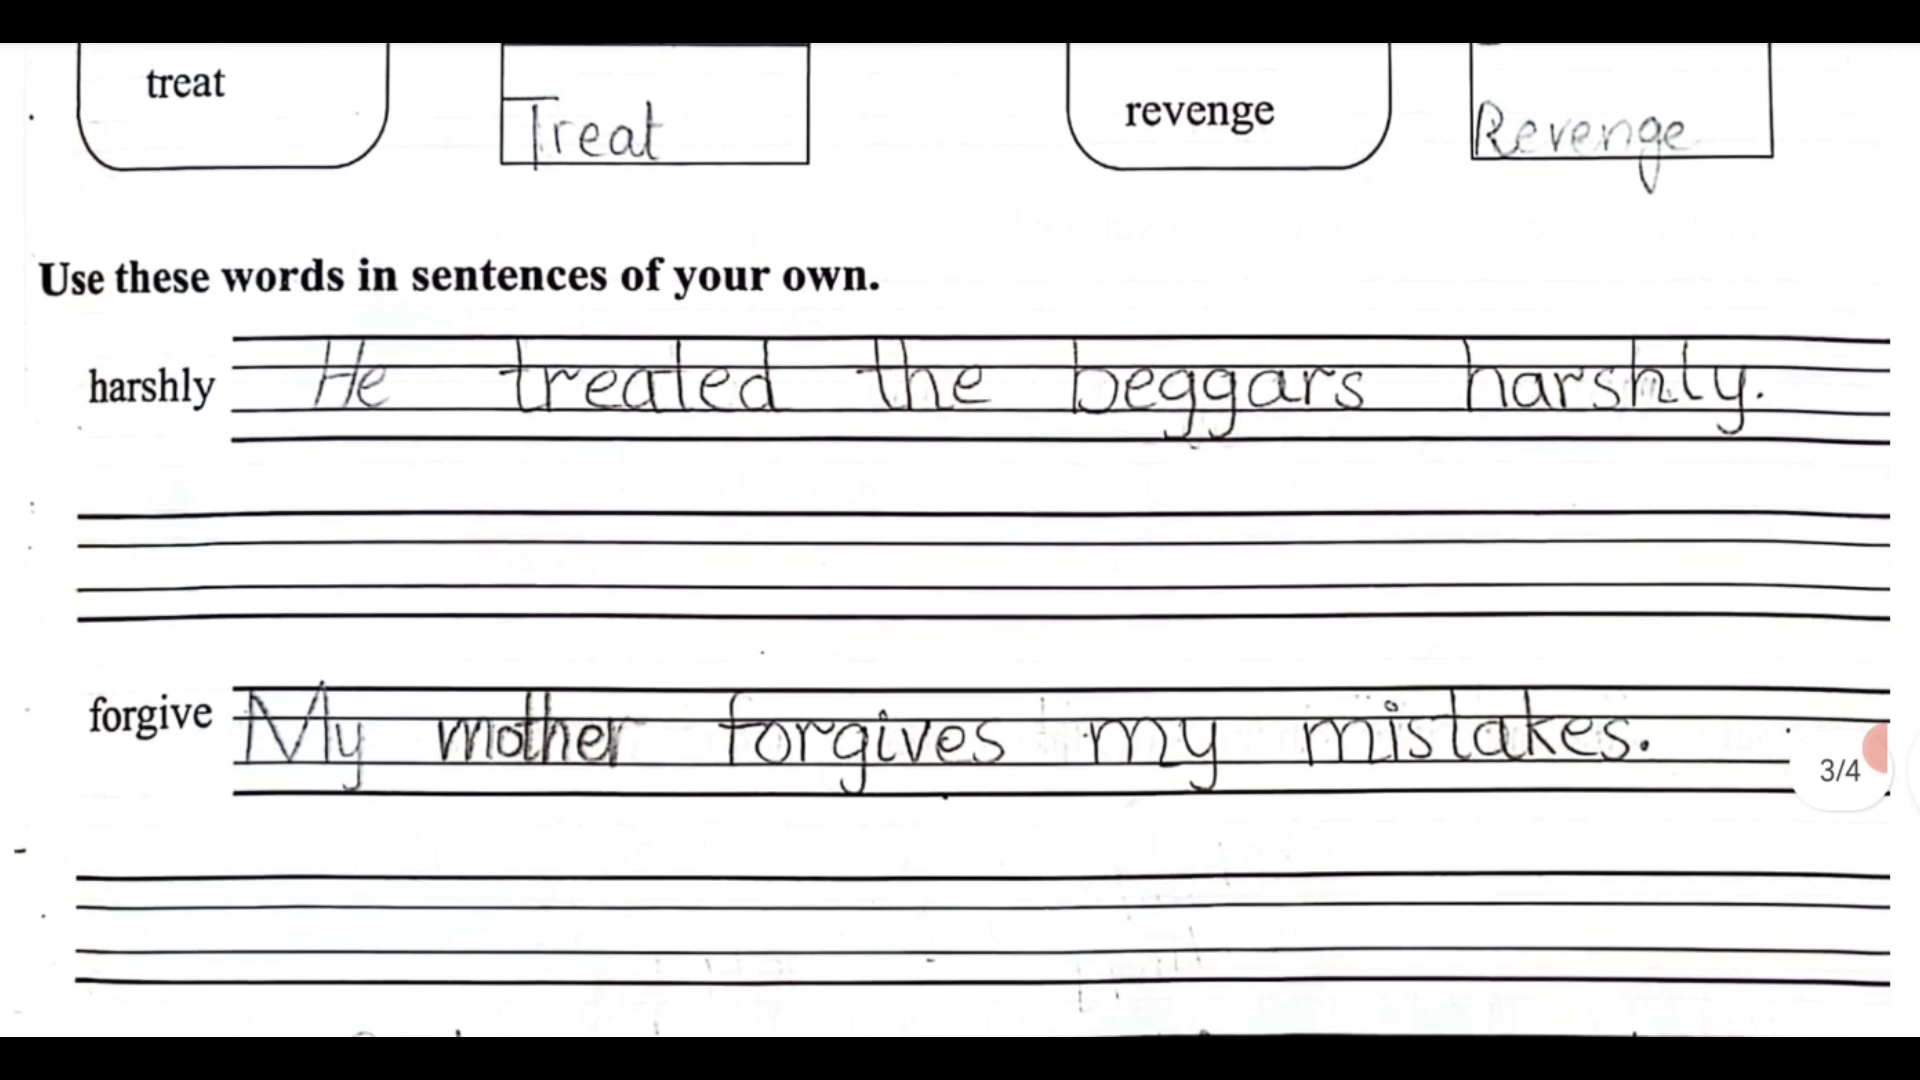 treat Treat revenge Revenge
Use these words in sentences of your own.
harshly He treated the beggars harshly.
forgive My mother forgives my mistakes.
3/4